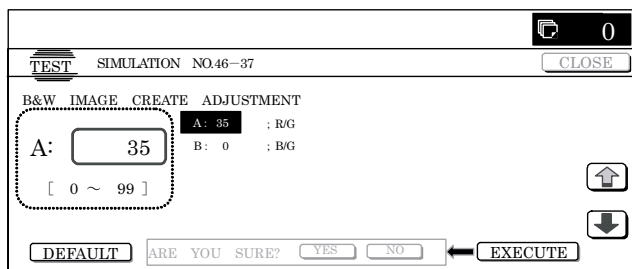 0
TEST SIMULATION NO.46-37 CLOSE
B&W IMAGE CREATE ADJUSTMENT
A: 35 ; R/G
B: 0 ; B/G
A: 35
[ 0 ～ 99 ]
DEFAULT ARE YOU SURE? YES NO EXECUTE